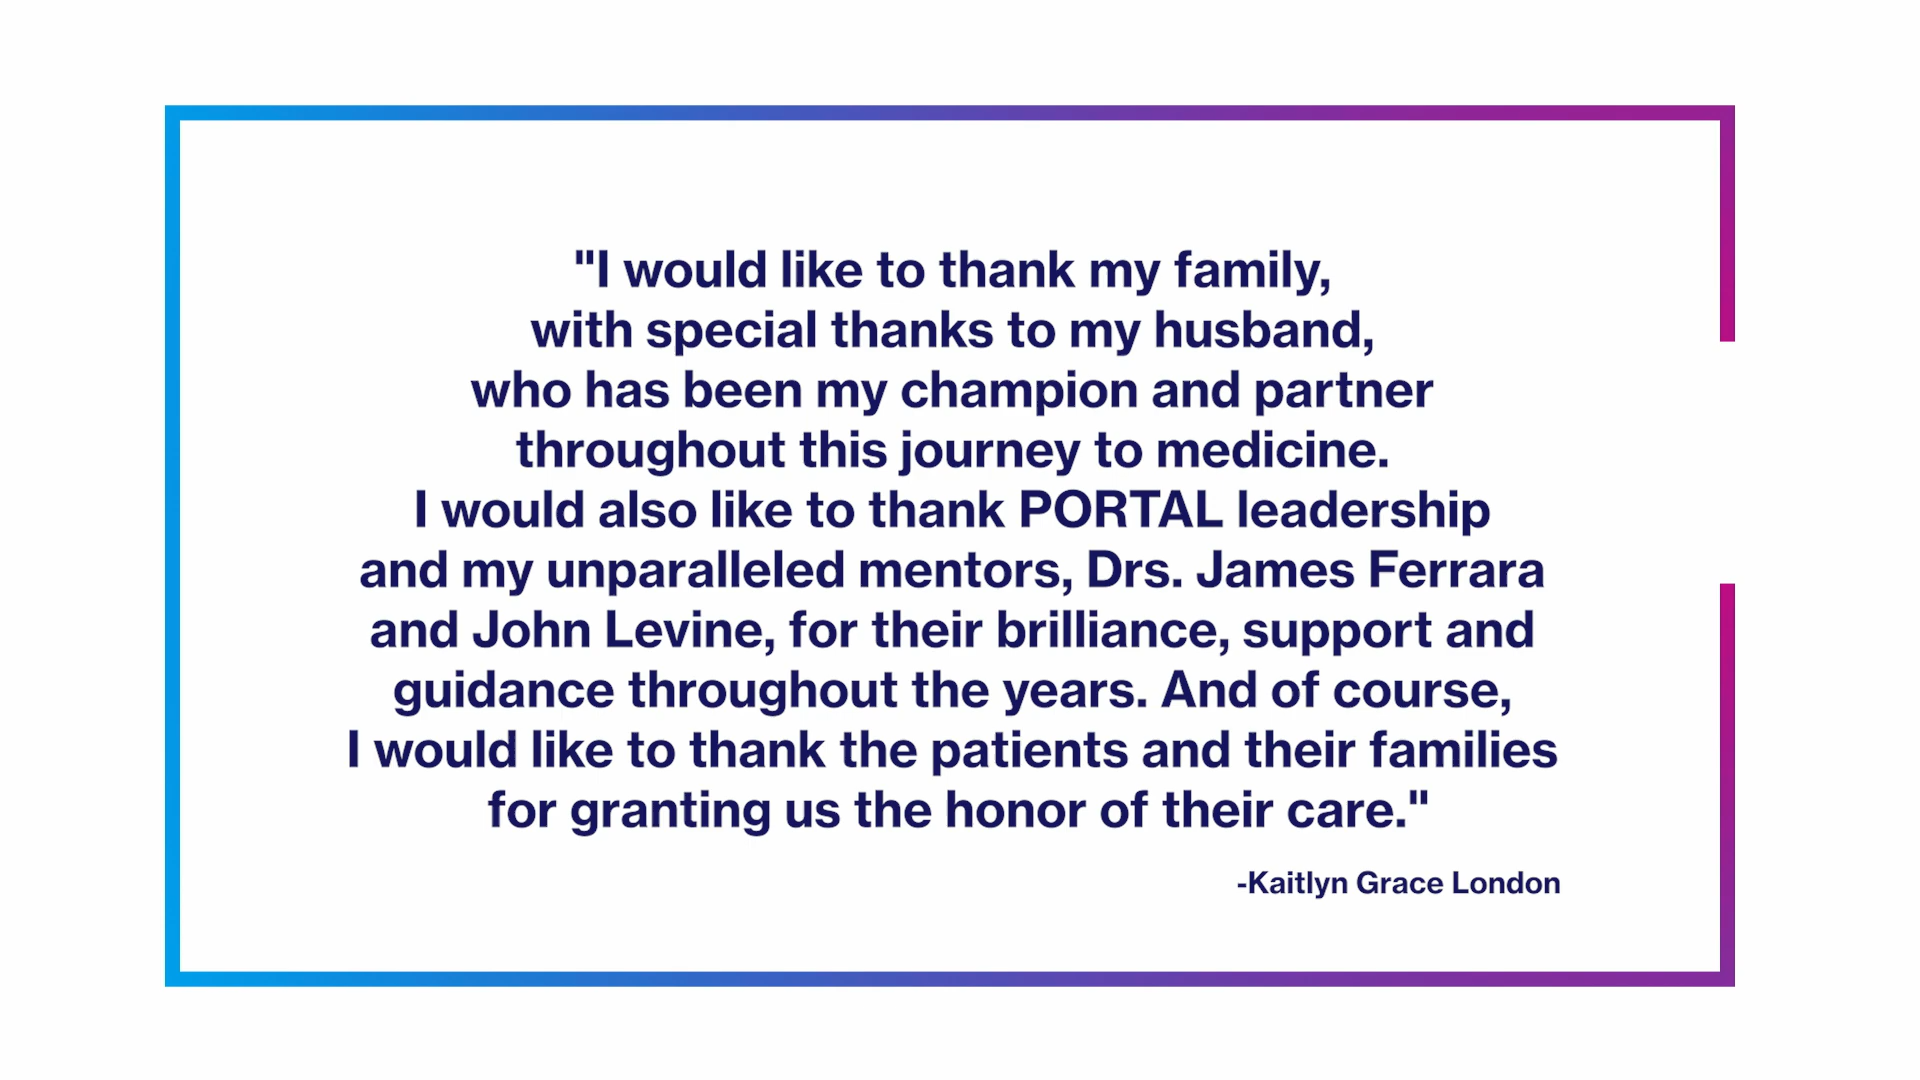 "I would like to thank my family,
with special thanks to my husband,
who has been my champion and partner
throughout this journey to medicine.
I would also like to thank PORTAL leadership
and my unparalleled mentors, Drs. James Ferrara
and John Levine, for their brilliance, support and
guidance throughout the years. And of course,
I would like to thank the patients and their families
for granting us the honor of their care."
-Kaitlyn Grace London